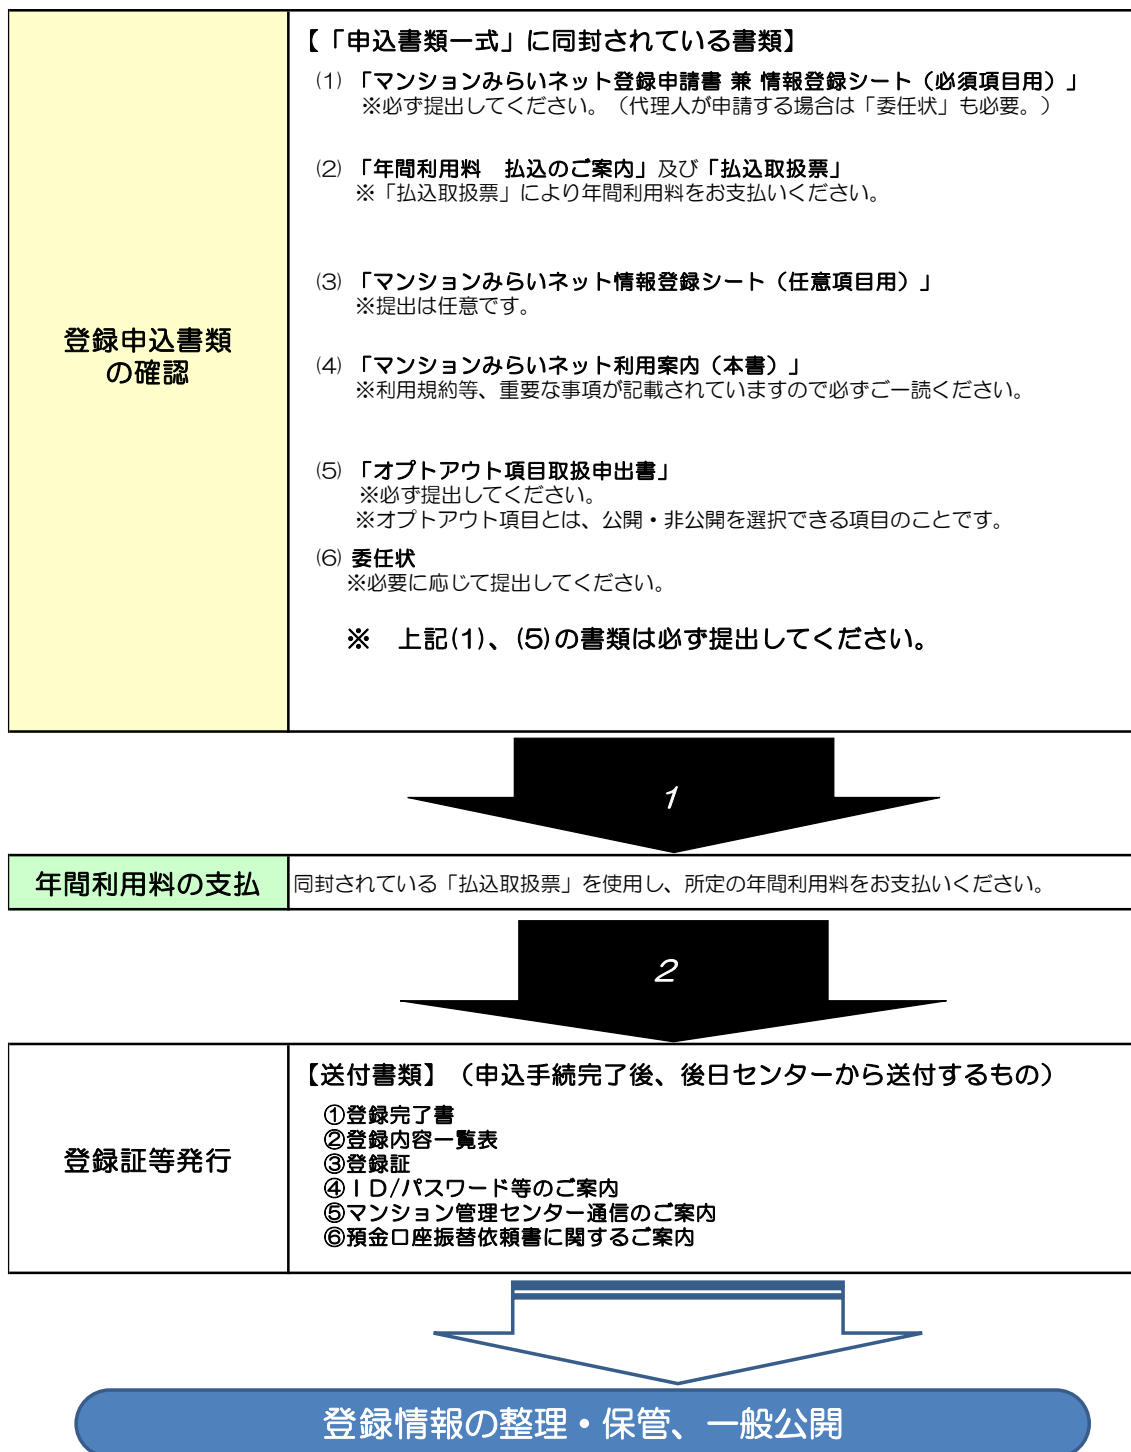 【「申込書類一式」に同封されている書類】
(1) 「マンションみらいネット登録申請書 兼 情報登録シート（必須項目用）」
※必ず提出してください。（代理人が申請する場合は「委任状」も必要。）
(2) 「年間利用料　払込のご案内」及び「払込取扱票」
※「払込取扱票」により年間利用料をお支払いください。
(3) 「マンションみらいネット情報登録シート（任意項目用）」
※提出は任意です。
登録申込書類
の確認
(4) 「マンションみらいネット利用案内（本書）」
※利用規約等、重要な事項が記載されていますので必ずご一読ください。
(5) 「オプトアウト項目取扱申出書」
※必ず提出してください。
※オプトアウト項目とは、公開・非公開を選択できる項目のことです。
(6) 委任状
※必要に応じて提出してください。
※　上記(1)、(5)の書類は必ず提出してください。
1
年間利用料の支払
同封されている「払込取扱票」を使用し、所定の年間利用料をお支払いください。
2
【送付書類】（申込手続完了後、後日センターから送付するもの）
①登録完了書
②登録内容一覧表
登録証等発行
③登録証
④ＩＤ/パスワード等のご案内
⑤マンション管理センター通信のご案内
⑥預金口座振替依頼書に関するご案内
登録情報の整理・保管、一般公開